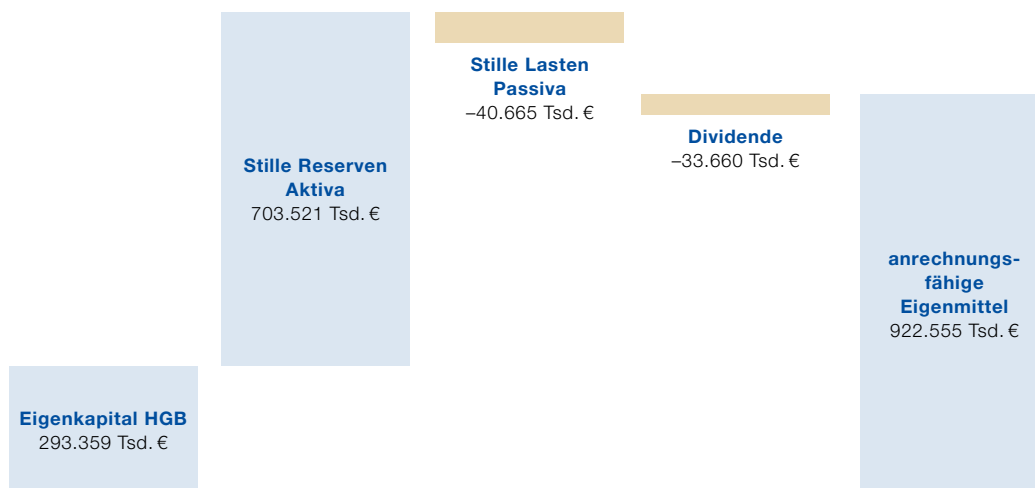 Stille Lasten
Passiva
–40.665 Tsd. €
Dividende
–33.660 Tsd. €
Stille Reserven
Aktiva
703.521 Tsd. €
anrechnungs-
fähige
Eigenmittel
922.555 Tsd. €
Eigenkapital HGB
293.359 Tsd. €